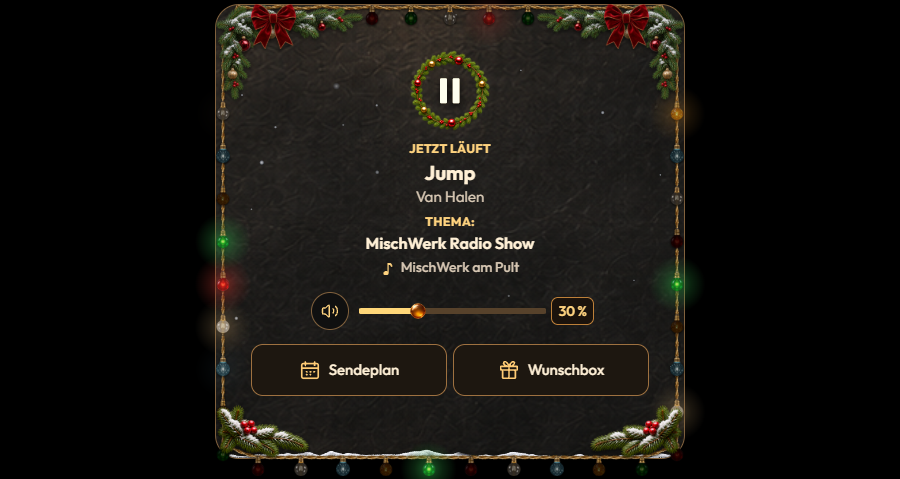 JETZT LÄUFT
Jump
Van Halen
THEMA:
MischWerk Radio Show
MischWerk am Pult
30 %
Sendeplan
Wunschbox